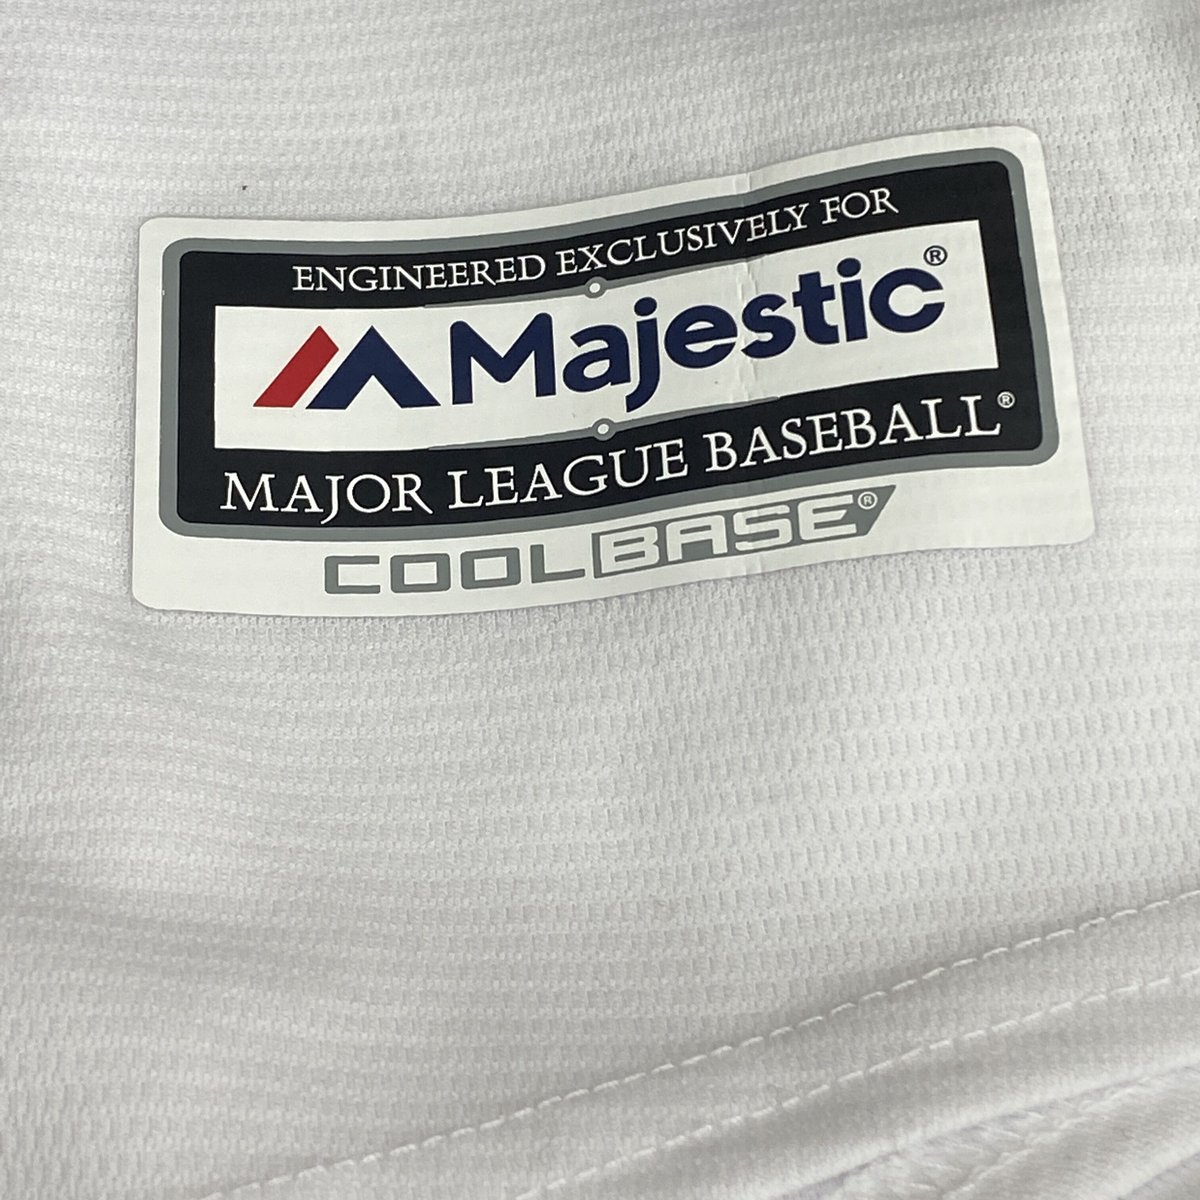 ENGINEERED EXCLUSIVELY FOR
Majestic®
MAJOR LEAGUE BASEBALL®
COOLBASE®